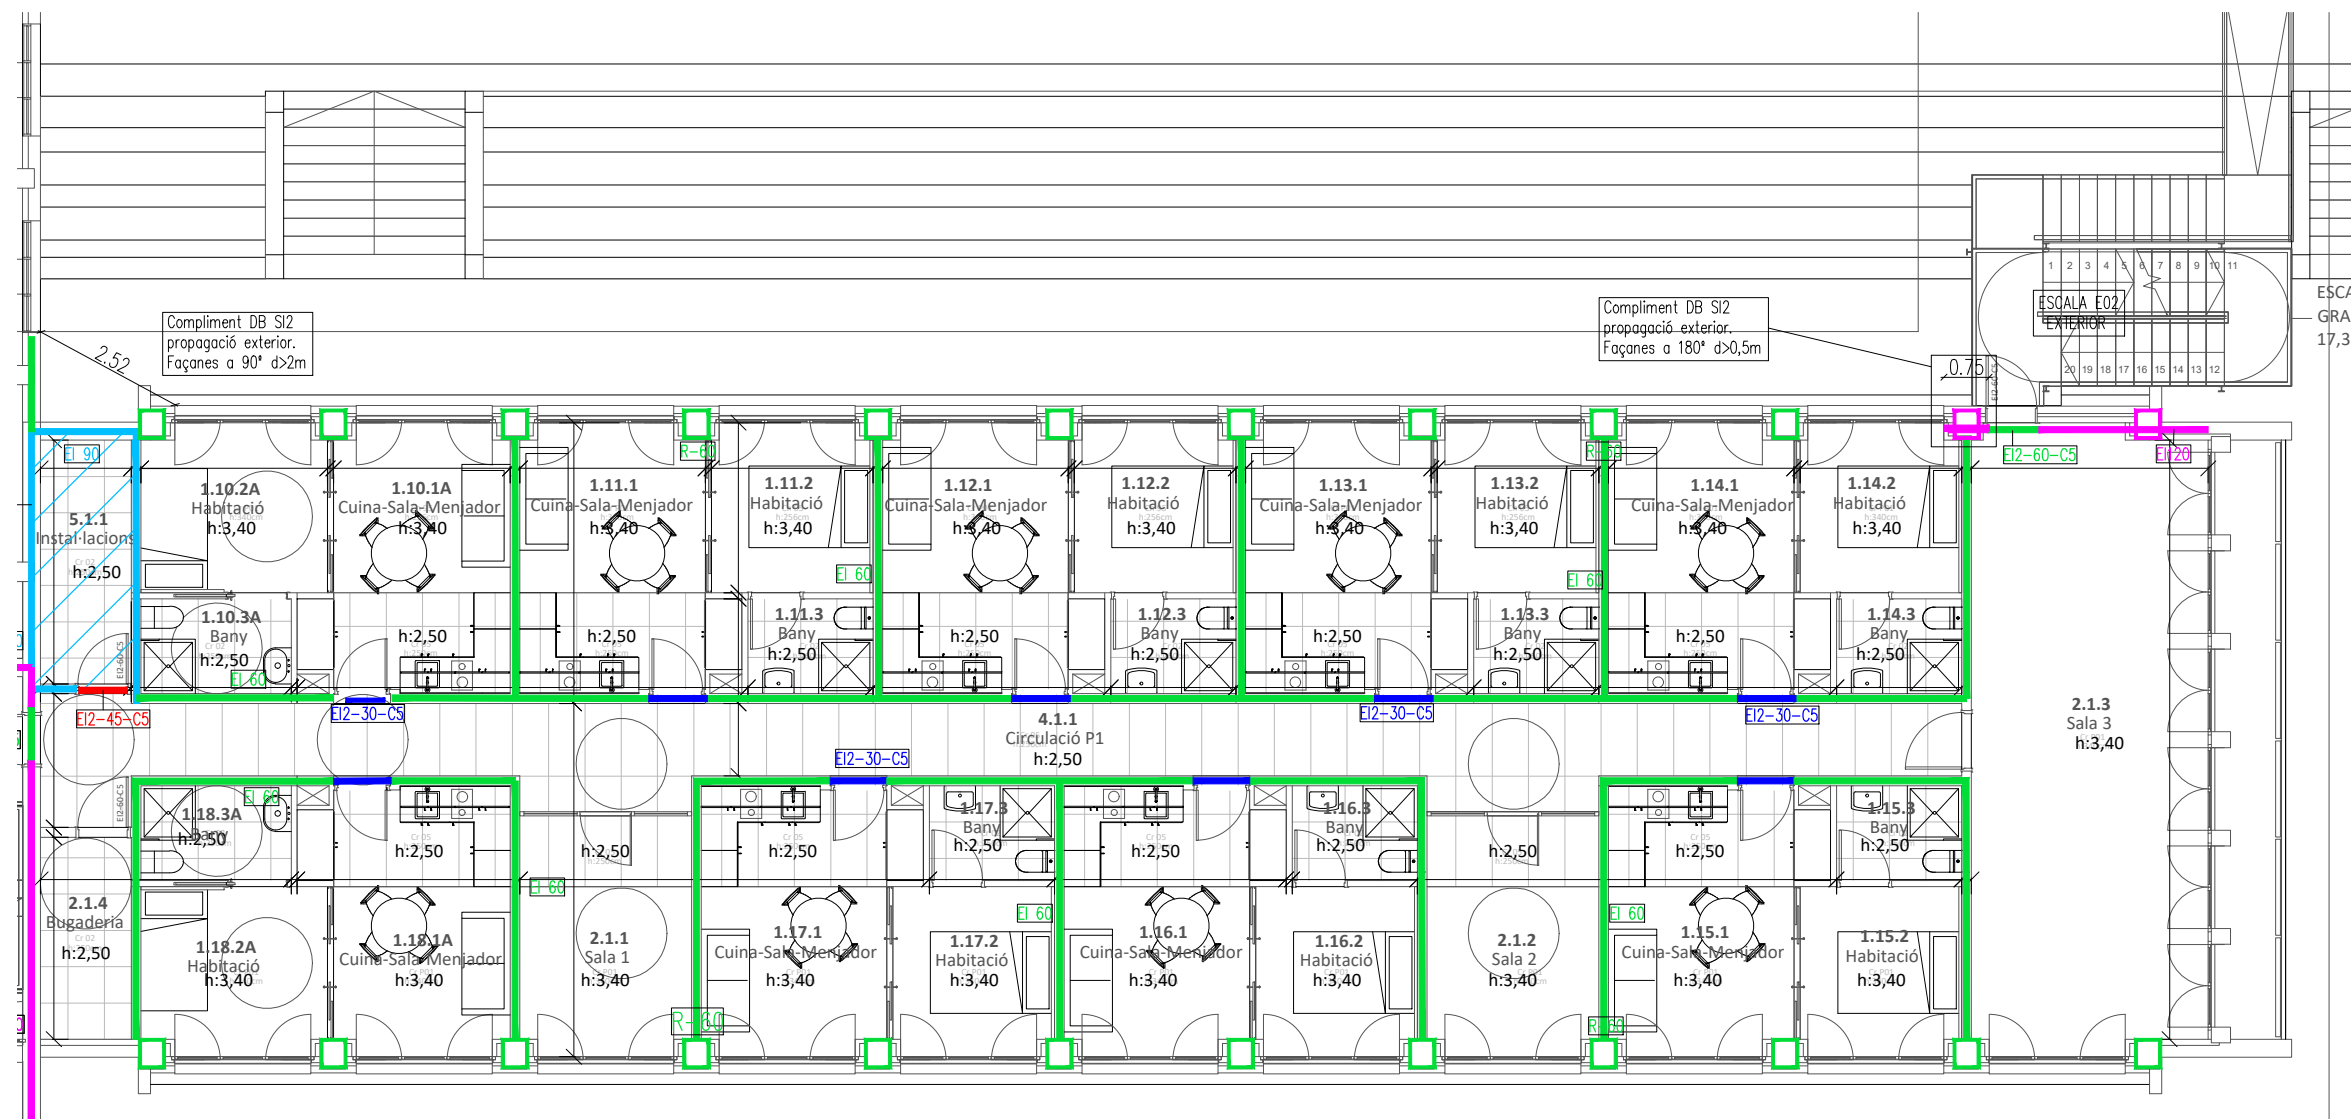 Compliment DB SI2
propagació exterior.
Façanes a 90º d>2m
2.52
Compliment DB SI2
propagació exterior.
Façanes a 180º d>0,5m
0.75
1 2 3 4 5 6 7 8 9 10 11
ESCALA E02
EXTERIOR
20 19 18 17 16 15 14 13 12
17,3
EI2-60-C5
EI 90
R-60
R-60
EI2-60-C5
EI 120
5.1.1
Instal·lacions
h:2,50
1.10.2A
Habitació
h:3,40
1.10.1A
Cuina-Sala-Menjador
h:3,40
1.11.1
Cuina-Sala-Menjador
h:3,40
1.11.2
Habitació
h:3,40
1.12.1
Cuina-Sala-Menjador
h:3,40
1.12.2
Habitació
h:3,40
1.13.1
Cuina-Sala-Menjador
h:3,40
1.13.2
Habitació
h:3,40
1.14.1
Cuina-Sala-Menjador
h:3,40
1.14.2
Habitació
h:3,40
EI 60
EI 60
1.10.3A
Bany
h:2,50
EI 60
h:2,50
h:2,50
1.11.3
Bany
h:2,50
h:2,50
1.12.3
Bany
h:2,50
h:2,50
1.13.3
Bany
h:2,50
h:2,50
1.14.3
Bany
h:2,50
EI2-60-C5
EI2-45-C5
EI2-30-C5
EI2-30-C5
EI2-30-C5
EI2-30-C5
4.1.1
Circulació P1
h:2,50
2.1.3
Sala 3
h:3,40
EI2-60-C5
EI 60
1.18.3A
Bany
h:2,50
h:2,50
h:2,50
h:2,50
1.17.3
Bany
h:2,50
h:2,50
1.16.3
Bany
h:2,50
h:2,50
h:2,50
1.15.3
Bany
h:2,50
EI 60
EI 60
EI 60
2.1.4
Bugaderia
h:2,50
1.18.2A
Habitació
h:3,40
1.18.1A
Cuina-Sala-Menjador
h:3,40
2.1.1
Sala 1
h:3,40
1.17.1
Cuina-Sala-Menjador
h:3,40
1.17.2
Habitació
h:3,40
1.16.1
Cuina-Sala-Menjador
h:3,40
1.16.2
Habitació
h:3,40
2.1.2
Sala 2
h:3,40
1.15.1
Cuina-Sala-Menjador
h:3,40
1.15.2
Habitació
h:3,40
R-60
R-60